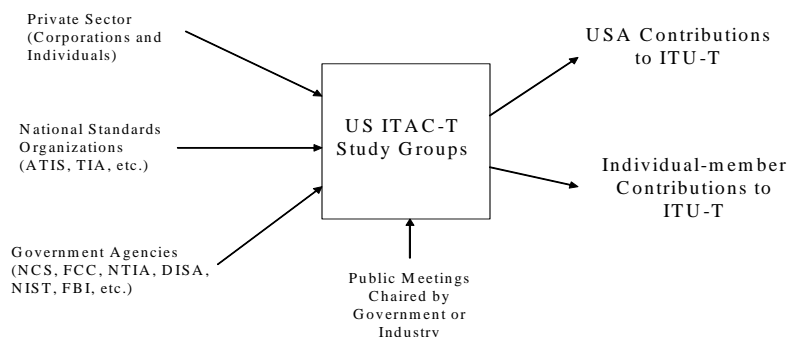 Private Sector
(Corporations and
Individuals)
National Standards
Organizations
(ATIS, TIA, etc.)
Government Agencies
(NCS, FCC, NTIA, DISA,
NIST, FBI, etc.)
US ITAC-T
Study Groups
Public Meetings
Chaired by
Government or
Industry
USA Contributions
to ITU-T
Individual-member
Contributions to
ITU-T